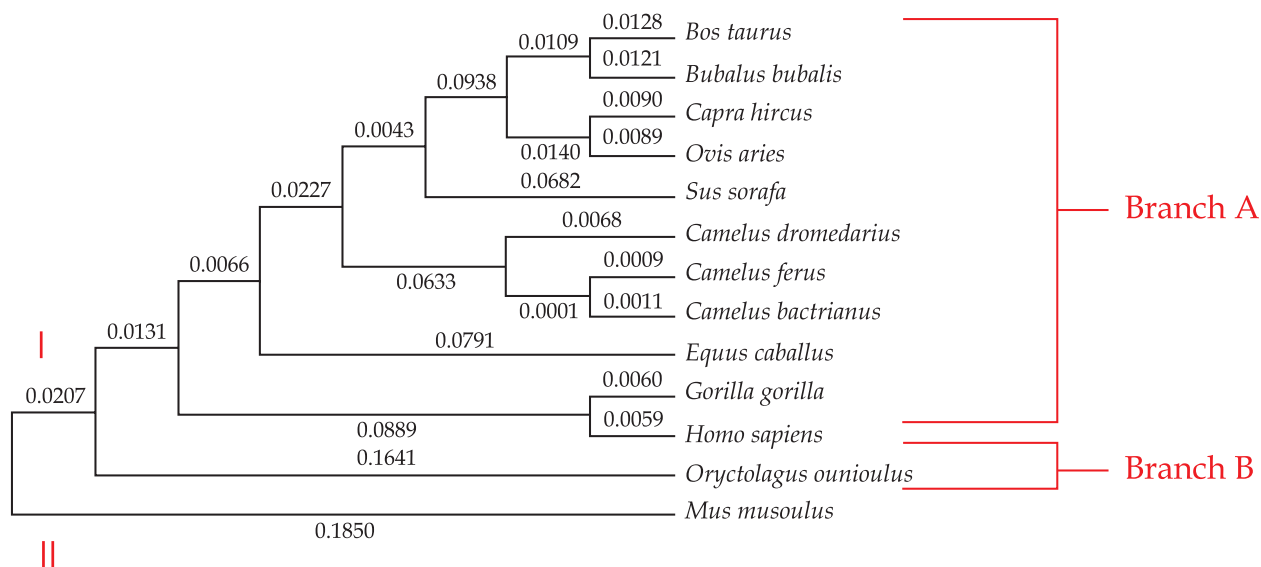 0.0128
Bos taurus
0.0109
0.0121
Bubalus bubalis
0.0938
0.0090
Capra hircus
0.0043
0.0089
0.0140
Ovis aries
0.0682
Sus sorafa
0.0227
Branch A
0.0068
Camelus dromedarius
0.0066
0.0009
Camelus ferus
0.0633
0.0001
0.0011
Camelus bactrianus
0.0131
I
0.0791
Equus caballus
0.0060
Gorilla gorilla
0.0207
0.0059
0.0889
Homo sapiens
0.1641
Oryctolagus ounioulus
Branch B
Mus musoulus
0.1850
II